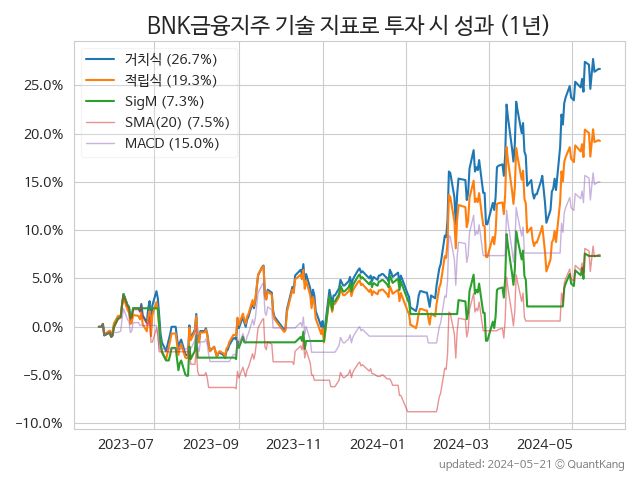 BNK금융지주 기술 지표로 투자 시 성과 (1년)
거치식 (26.7%)
적립식 (19.3%)
SigM (7.3%)
SMA(20) (7.5%)
MACD (15.0%)
25.0%
20.0%
15.0%
10.0%
5.0%
0.0%
−5.0%
−10.0%
2023-07 2023-09 2023-11 2024-01 2024-03 2024-05
updated: 2024-05-21 © QuantKang